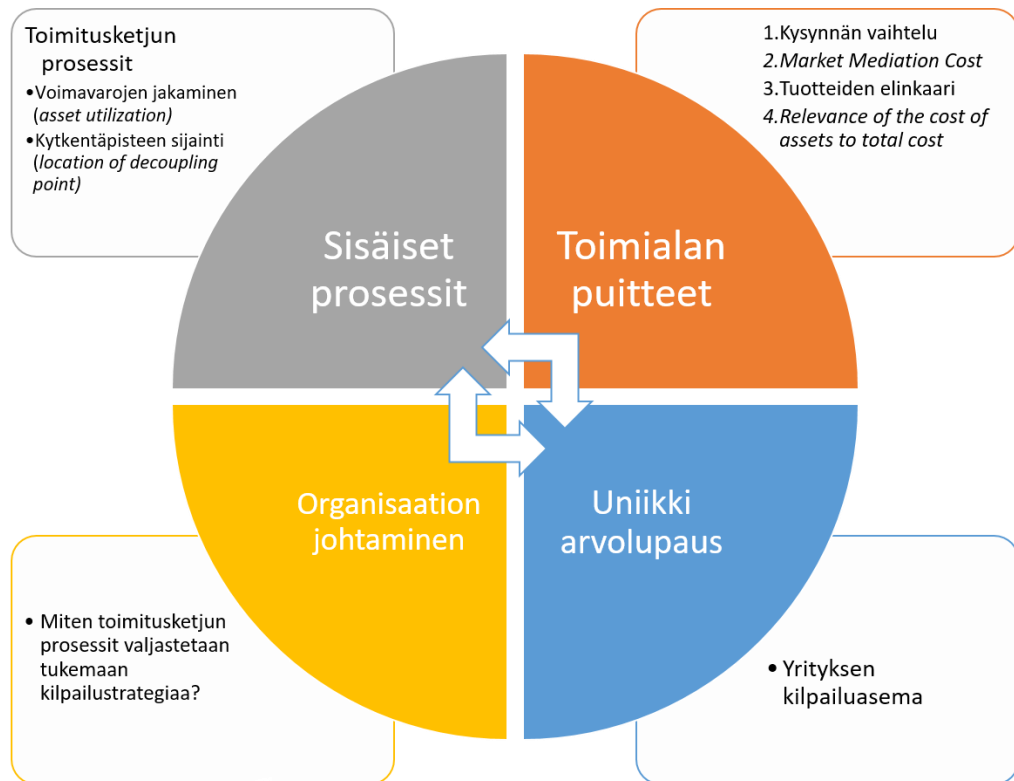 Toimitusketjun
prosessit
•Voimavarojen jakaminen
(asset utilization)
•Kytkentäpisteen sijainti
(location of decoupling
point)
1.Kysynnän vaihtelu
2.Market Mediation Cost
3.Tuotteiden elinkaari
4.Relevance of the cost of
assets to total cost
Sisäiset
prosessit
Toimialan
puitteet
Organisaation
johtaminen
Uniikki
arvolupaus
• Miten toimitusketjun
prosessit valjastetaan
tukemaan
kilpailustrategiaa?
• Yrityksen
kilpailuasema